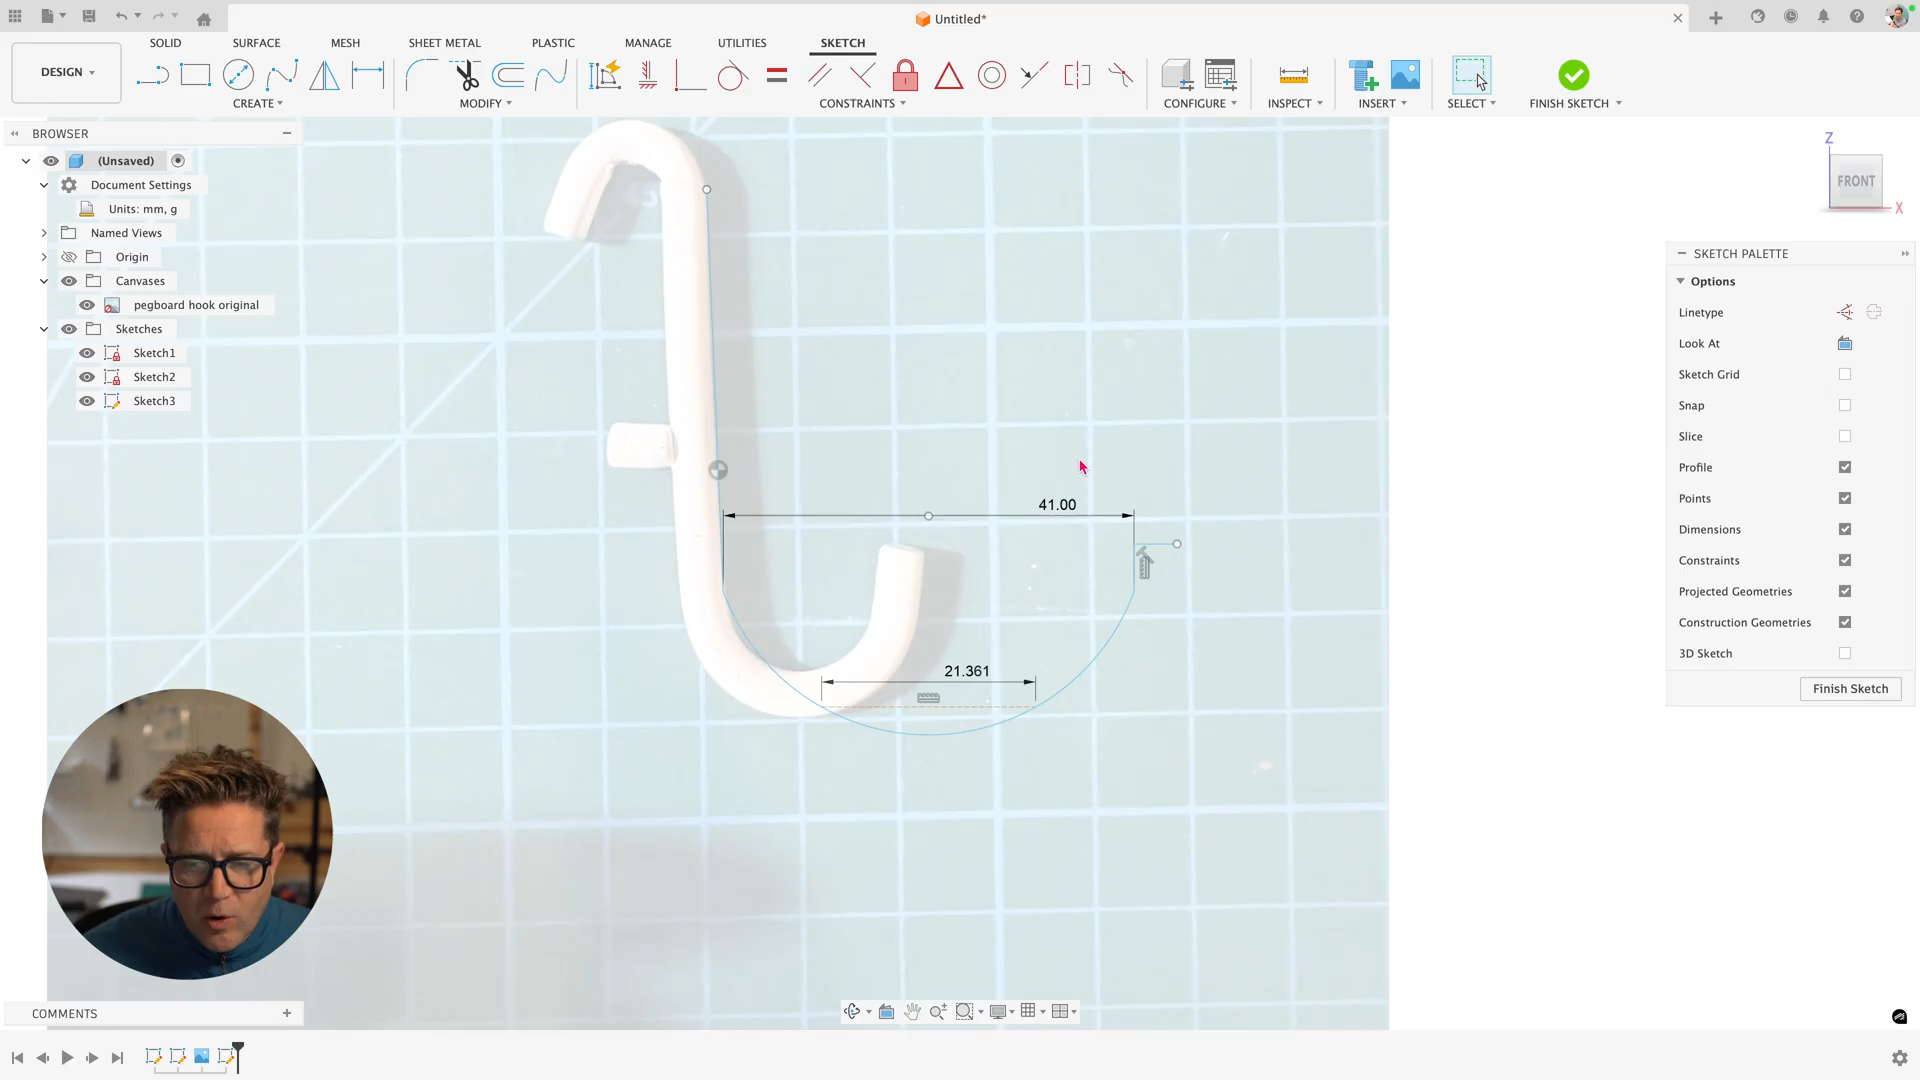 Untitled*
DESIGN
SOLID
SURFACE
MESH
SHEET METAL
PLASTIC
MANAGE
UTILITIES
SKETCH
CREATE
MODIFY
CONSTRAINTS
CONFIGURE
INSPECT
INSERT
SELECT
FINISH SKETCH
BROWSER
(Unsaved)
Document Settings
Units: mm, g
Named Views
Origin
Canvases
pegboard hook original
Sketches
Sketch1
Sketch2
Sketch3
Z
FRONT
X
41.00
21.361
SKETCH PALETTE
Options
Linetype
Look At
Sketch Grid
Snap
Slice
Profile
Points
Dimensions
Constraints
Projected Geometries
Construction Geometries
3D Sketch
Finish Sketch
COMMENTS